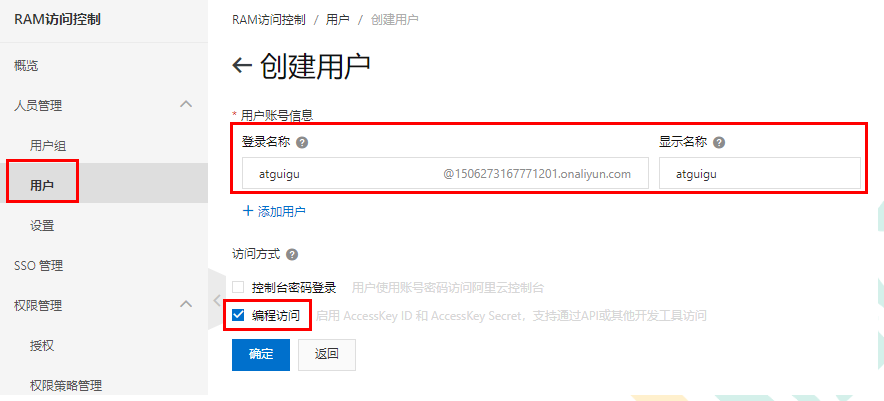 RAM访问控制
概览
人员管理
用户组
用户
设置
SSO 管理
权限管理
授权
权限策略管理
RAM访问控制 / 用户 / 创建用户
← 创建用户
* 用户账号信息
登录名称 ? 显示名称 ?
atguigu @1506273167771201.onaliyun.com atguigu
+ 添加用户
访问方式 ?
控制台密码登录 用户使用账号密码访问阿里云控制台
编程访问 启用 AccessKey ID 和 AccessKey Secret，支持通过API或其他开发工具访问
确定 返回